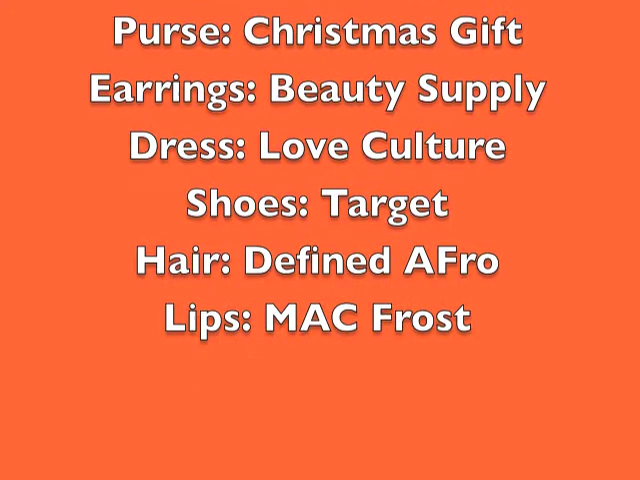 Purse: Christmas Gift
Earrings: Beauty Supply
Dress: Love Culture
Shoes: Target
Hair: Defined AFro
Lips: MAC Frost